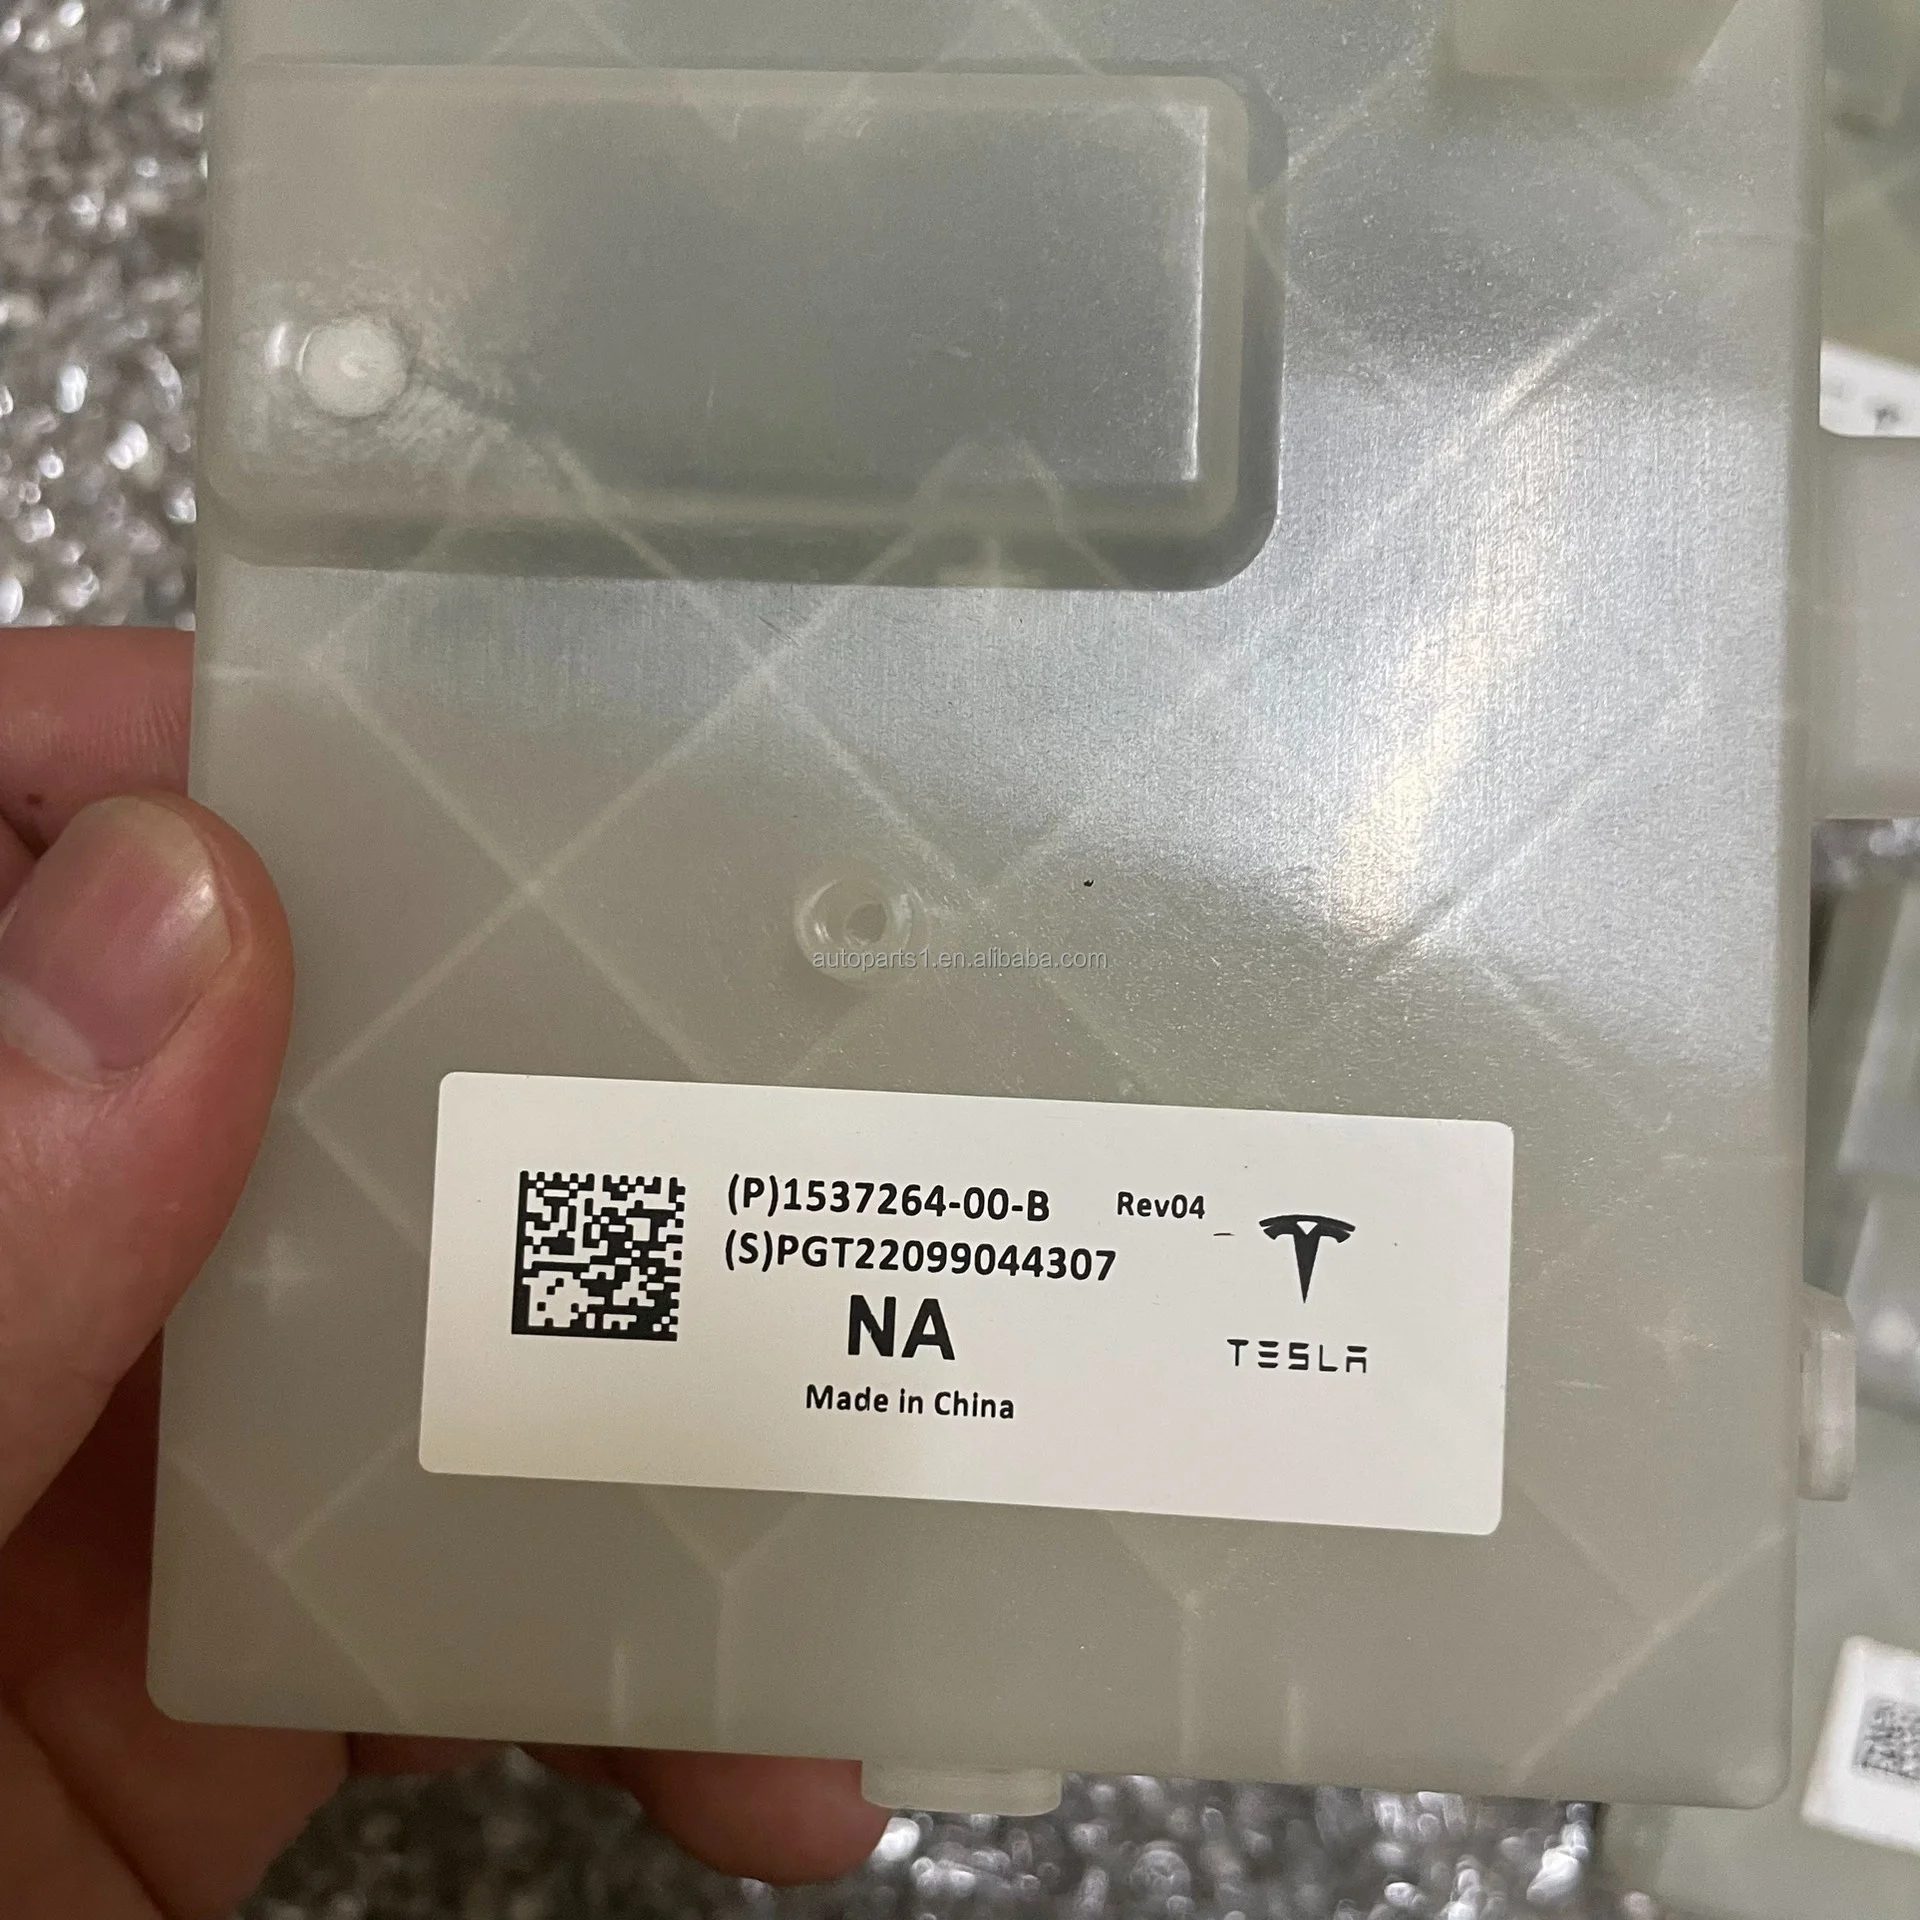 autoparts1.en.alibaba.com
(P)1537264-00-B Rev04
(S)PGT22099044307
NA
TESLA
Made in China